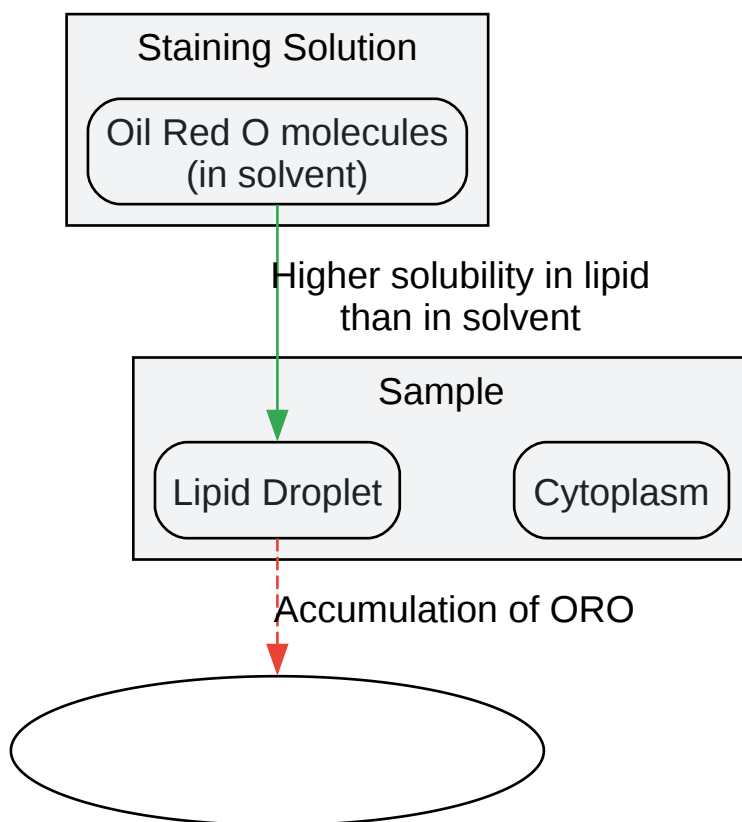 Staining Solution
Oil Red O molecules
(in solvent)
Higher solubility in lipid
than in solvent
Sample
Lipid Droplet
Cytoplasm
Accumulation of ORO